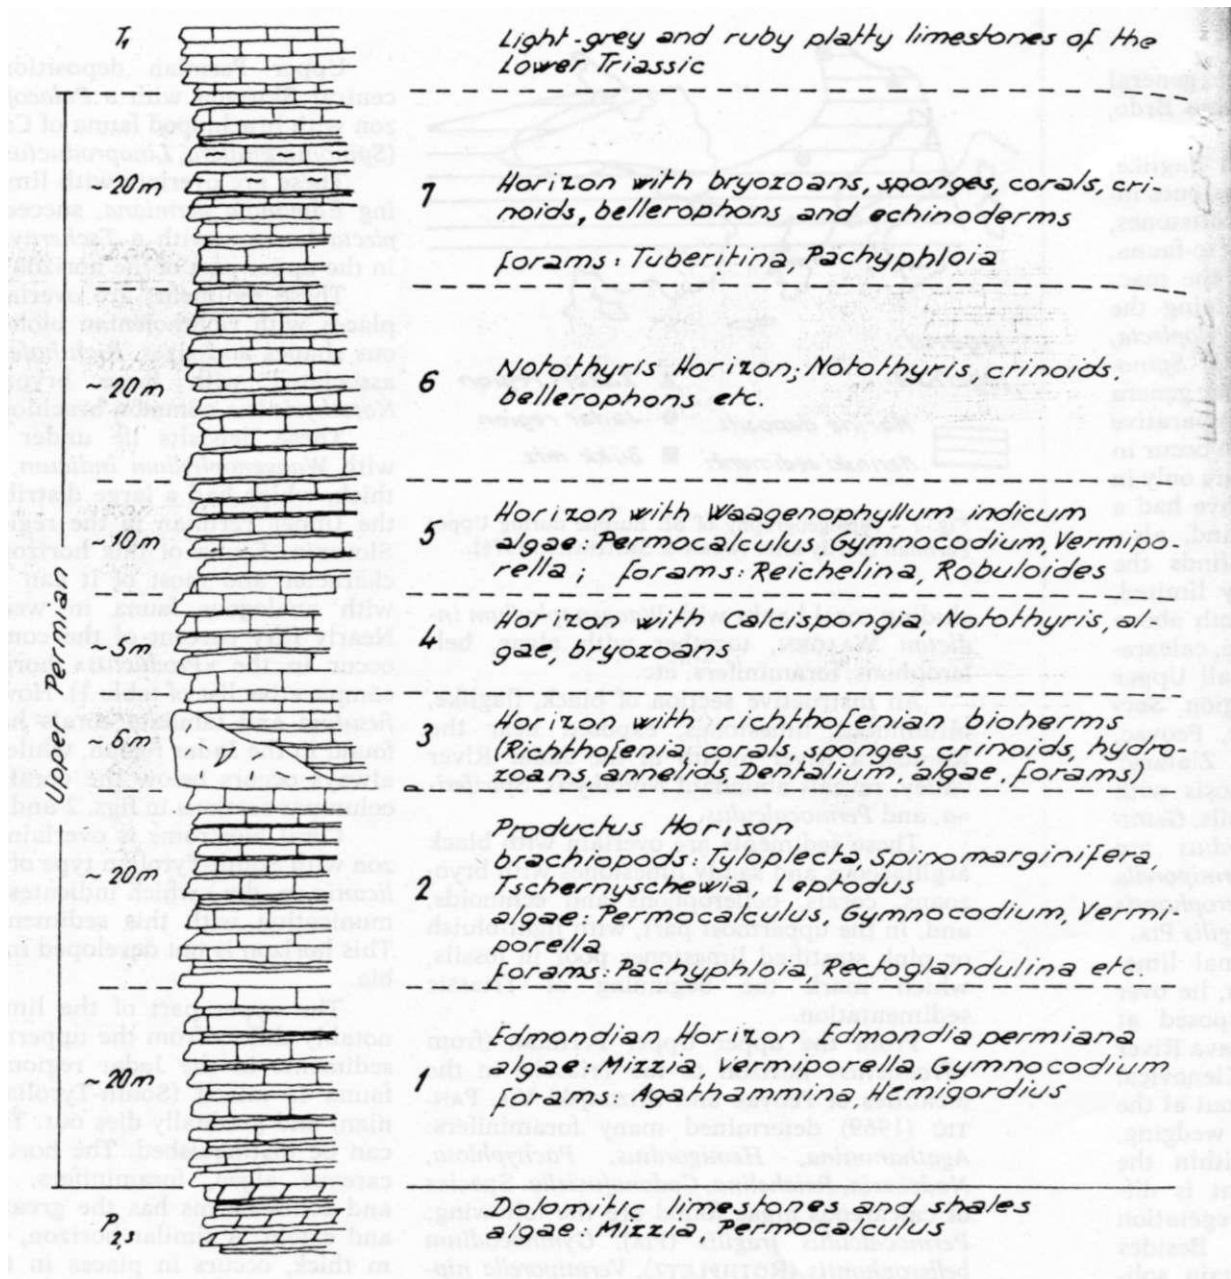 T₁
Light-grey and ruby platty limestones of the
Lower Triassic
~20m
7
Horizon with bryozoans, sponges, corals, cri-
noids, bellerophons and echinoderms
forams: Tuberitina, Pachyphloia
~20m
6
Notothyris Horizon; Notothyris, crinoids.
bellerophons etc.
~10m
5
Horizon with Waagenophyllum indicum
algae: Permocalculus, Gymnocodium, Vermipo-
rella; forams: Reichelina, Robuloides
~5m
4
Horizon with Calcispongia, Notothyris, al-
gae, bryozoans
~6m
3
Horizon with richthofenian bioherms
(Richthofenia, corals, sponges crinoids, hydro-
zoans, annelids, Dentalium, algae, forams)
Upper Permian
~20m
2
Productus Horison
brachiopods: Tyloplecta, Spinomarginifera
Tschernyschewia, Leptodus
algae: Permocalculus, Gymnocodium, Vermi-
porella
forams: Pachyphloia, Rectoglandulina etc.
~20m
1
Edmondian Horizon Edmondia permiana
algae: Mizzia, Vermiporella, Gymnocodium
forams: Agathammina, Hemigordius
Dolomitic limestones and shales
algae: Mizzia, Permocalculus